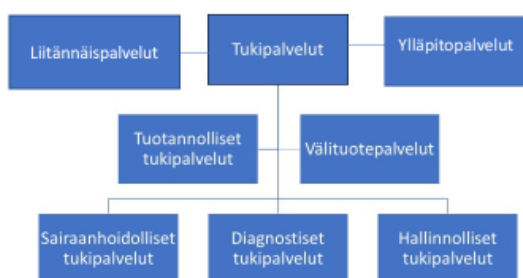 Liitännäispalvelut
Tukipalvelut
Ylläpitopalvelut
Tuotannolliset
tukipalvelut
Välituotepalvelut
Sairaanhoidolliset
tukipalvelut
Diagnostiset
tukipalvelut
Hallinnolliset
tukipalvelut